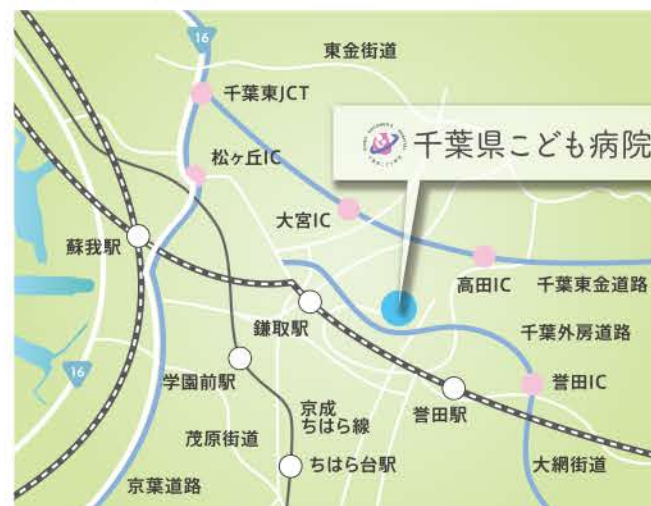 16
東金街道
千葉東JCT
千葉県こども病院
松ヶ丘IC
大宮IC
蘇我駅
高田IC
千葉東金道路
鎌取駅
千葉外房道路
16
学園前駅
京成
ちはら線
誉田駅
誉田IC
茂原街道
ちはら台駅
大網街道
京葉道路